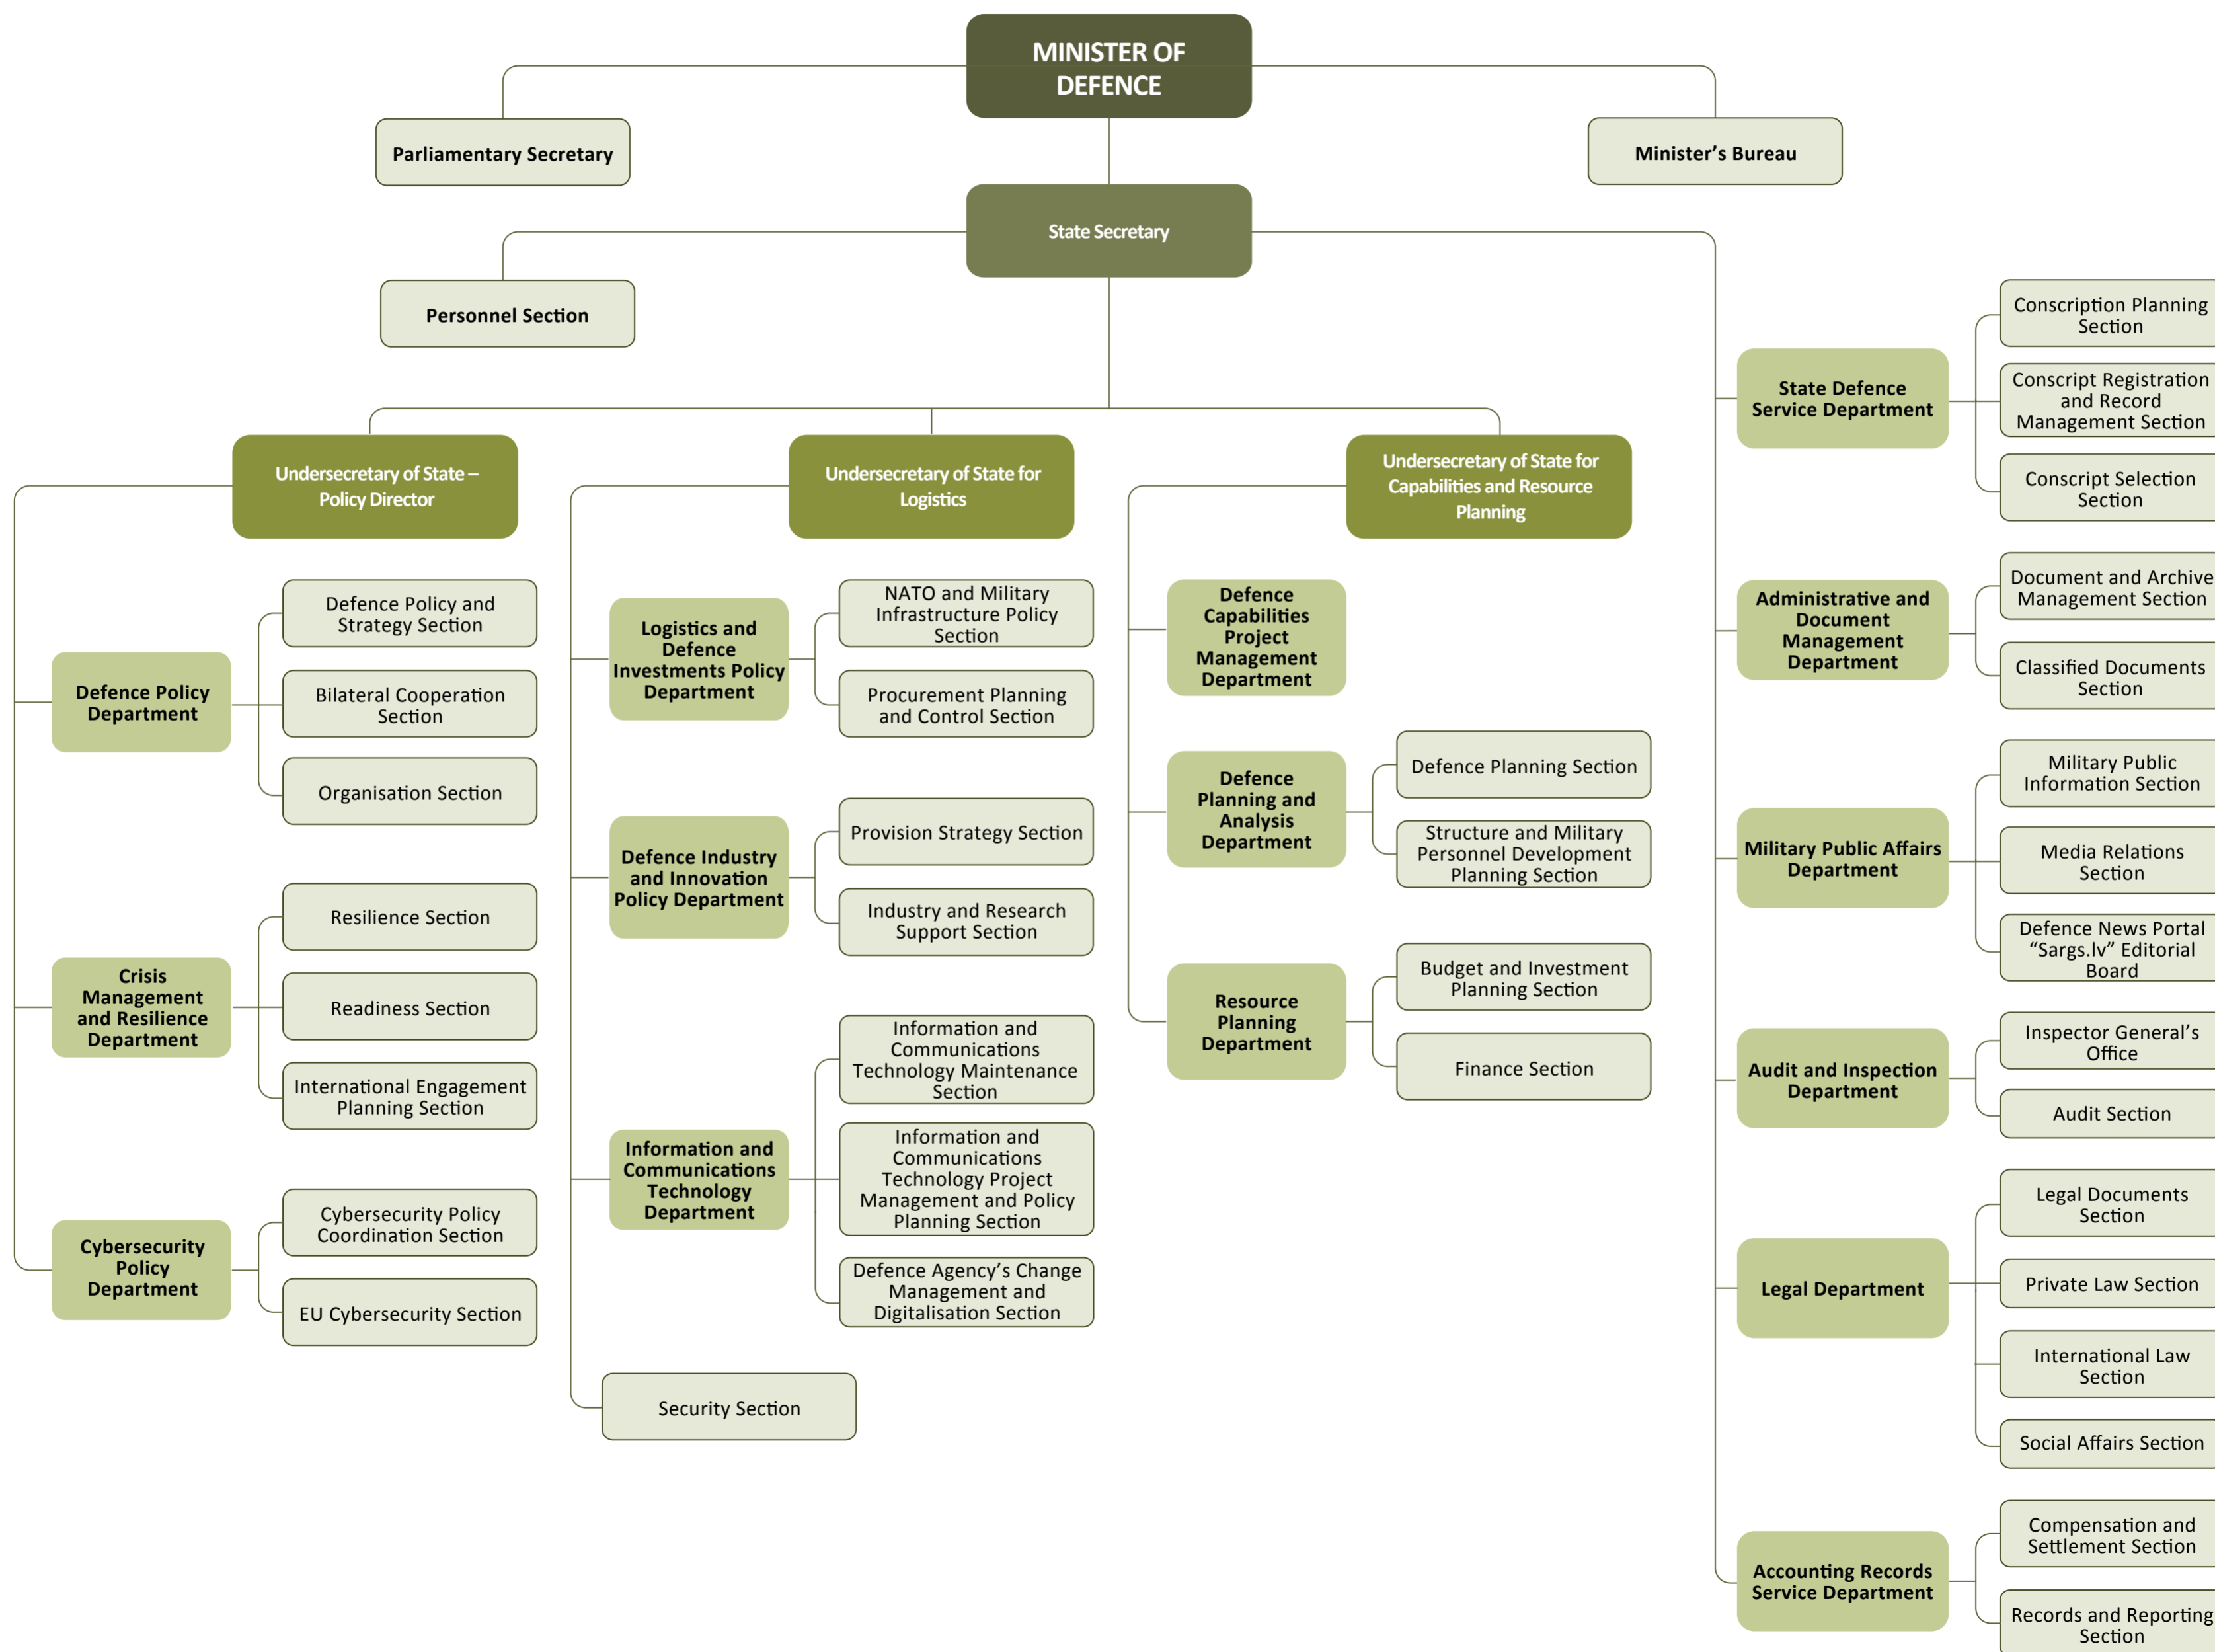 MINISTER OF
DEFENCE
Parliamentary Secretary
Minister’s Bureau
State Secretary
Personnel Section
Undersecretary of State –
Policy Director
Defence Policy
Department
Defence Policy and
Strategy Section
Bilateral Cooperation
Section
Organisation Section
Crisis
Management
and Resilience
Department
Resilience Section
Readiness Section
International Engagement
Planning Section
Cybersecurity
Policy
Department
Cybersecurity Policy
Coordination Section
EU Cybersecurity Section
Undersecretary of State for
Logistics
Logistics and
Defence
Investments Policy
Department
NATO and Military
Infrastructure Policy
Section
Procurement Planning
and Control Section
Defence Industry
and Innovation
Policy Department
Provision Strategy Section
Industry and Research
Support Section
Information and
Communications
Technology
Department
Information and
Communications
Technology Maintenance
Section
Information and
Communications
Technology Project
Management and Policy
Planning Section
Defence Agency’s Change
Management and
Digitalisation Section
Security Section
Undersecretary of State for
Capabilities and Resource
Planning
Defence
Capabilities
Project
Management
Department
Defence
Planning and
Analysis
Department
Defence Planning Section
Structure and Military
Personnel Development
Planning Section
Resource
Planning
Department
Budget and Investment
Planning Section
Finance Section
State Defence
Service Department
Conscription Planning
Section
Conscript Registration
and Record
Management Section
Conscript Selection
Section
Administrative and
Document
Management
Department
Document and Archive
Management Section
Classified Documents
Section
Military Public Affairs
Department
Military Public
Information Section
Media Relations
Section
Defence News Portal
“Sargs.lv” Editorial
Board
Audit and Inspection
Department
Inspector General’s
Office
Audit Section
Legal Department
Legal Documents
Section
Private Law Section
International Law
Section
Social Affairs Section
Accounting Records
Service Department
Compensation and
Settlement Section
Records and Reporting
Section